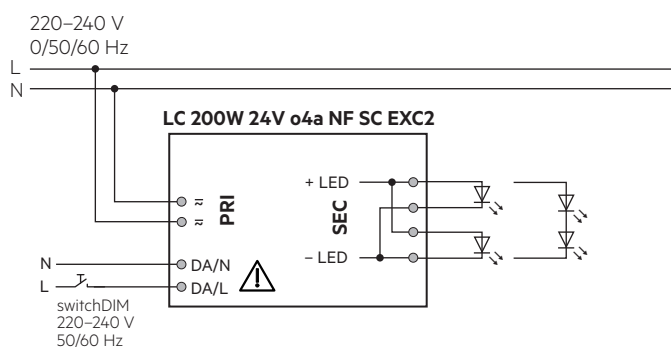 220–240 V
0/50/60 Hz
L
N
LC 200W 24V o4a NF SC EXC2
+ LED
≂
PRI
SEC
≂
– LED
N
DA/N
L
DA/L
switchDIM
220–240 V
50/60 Hz